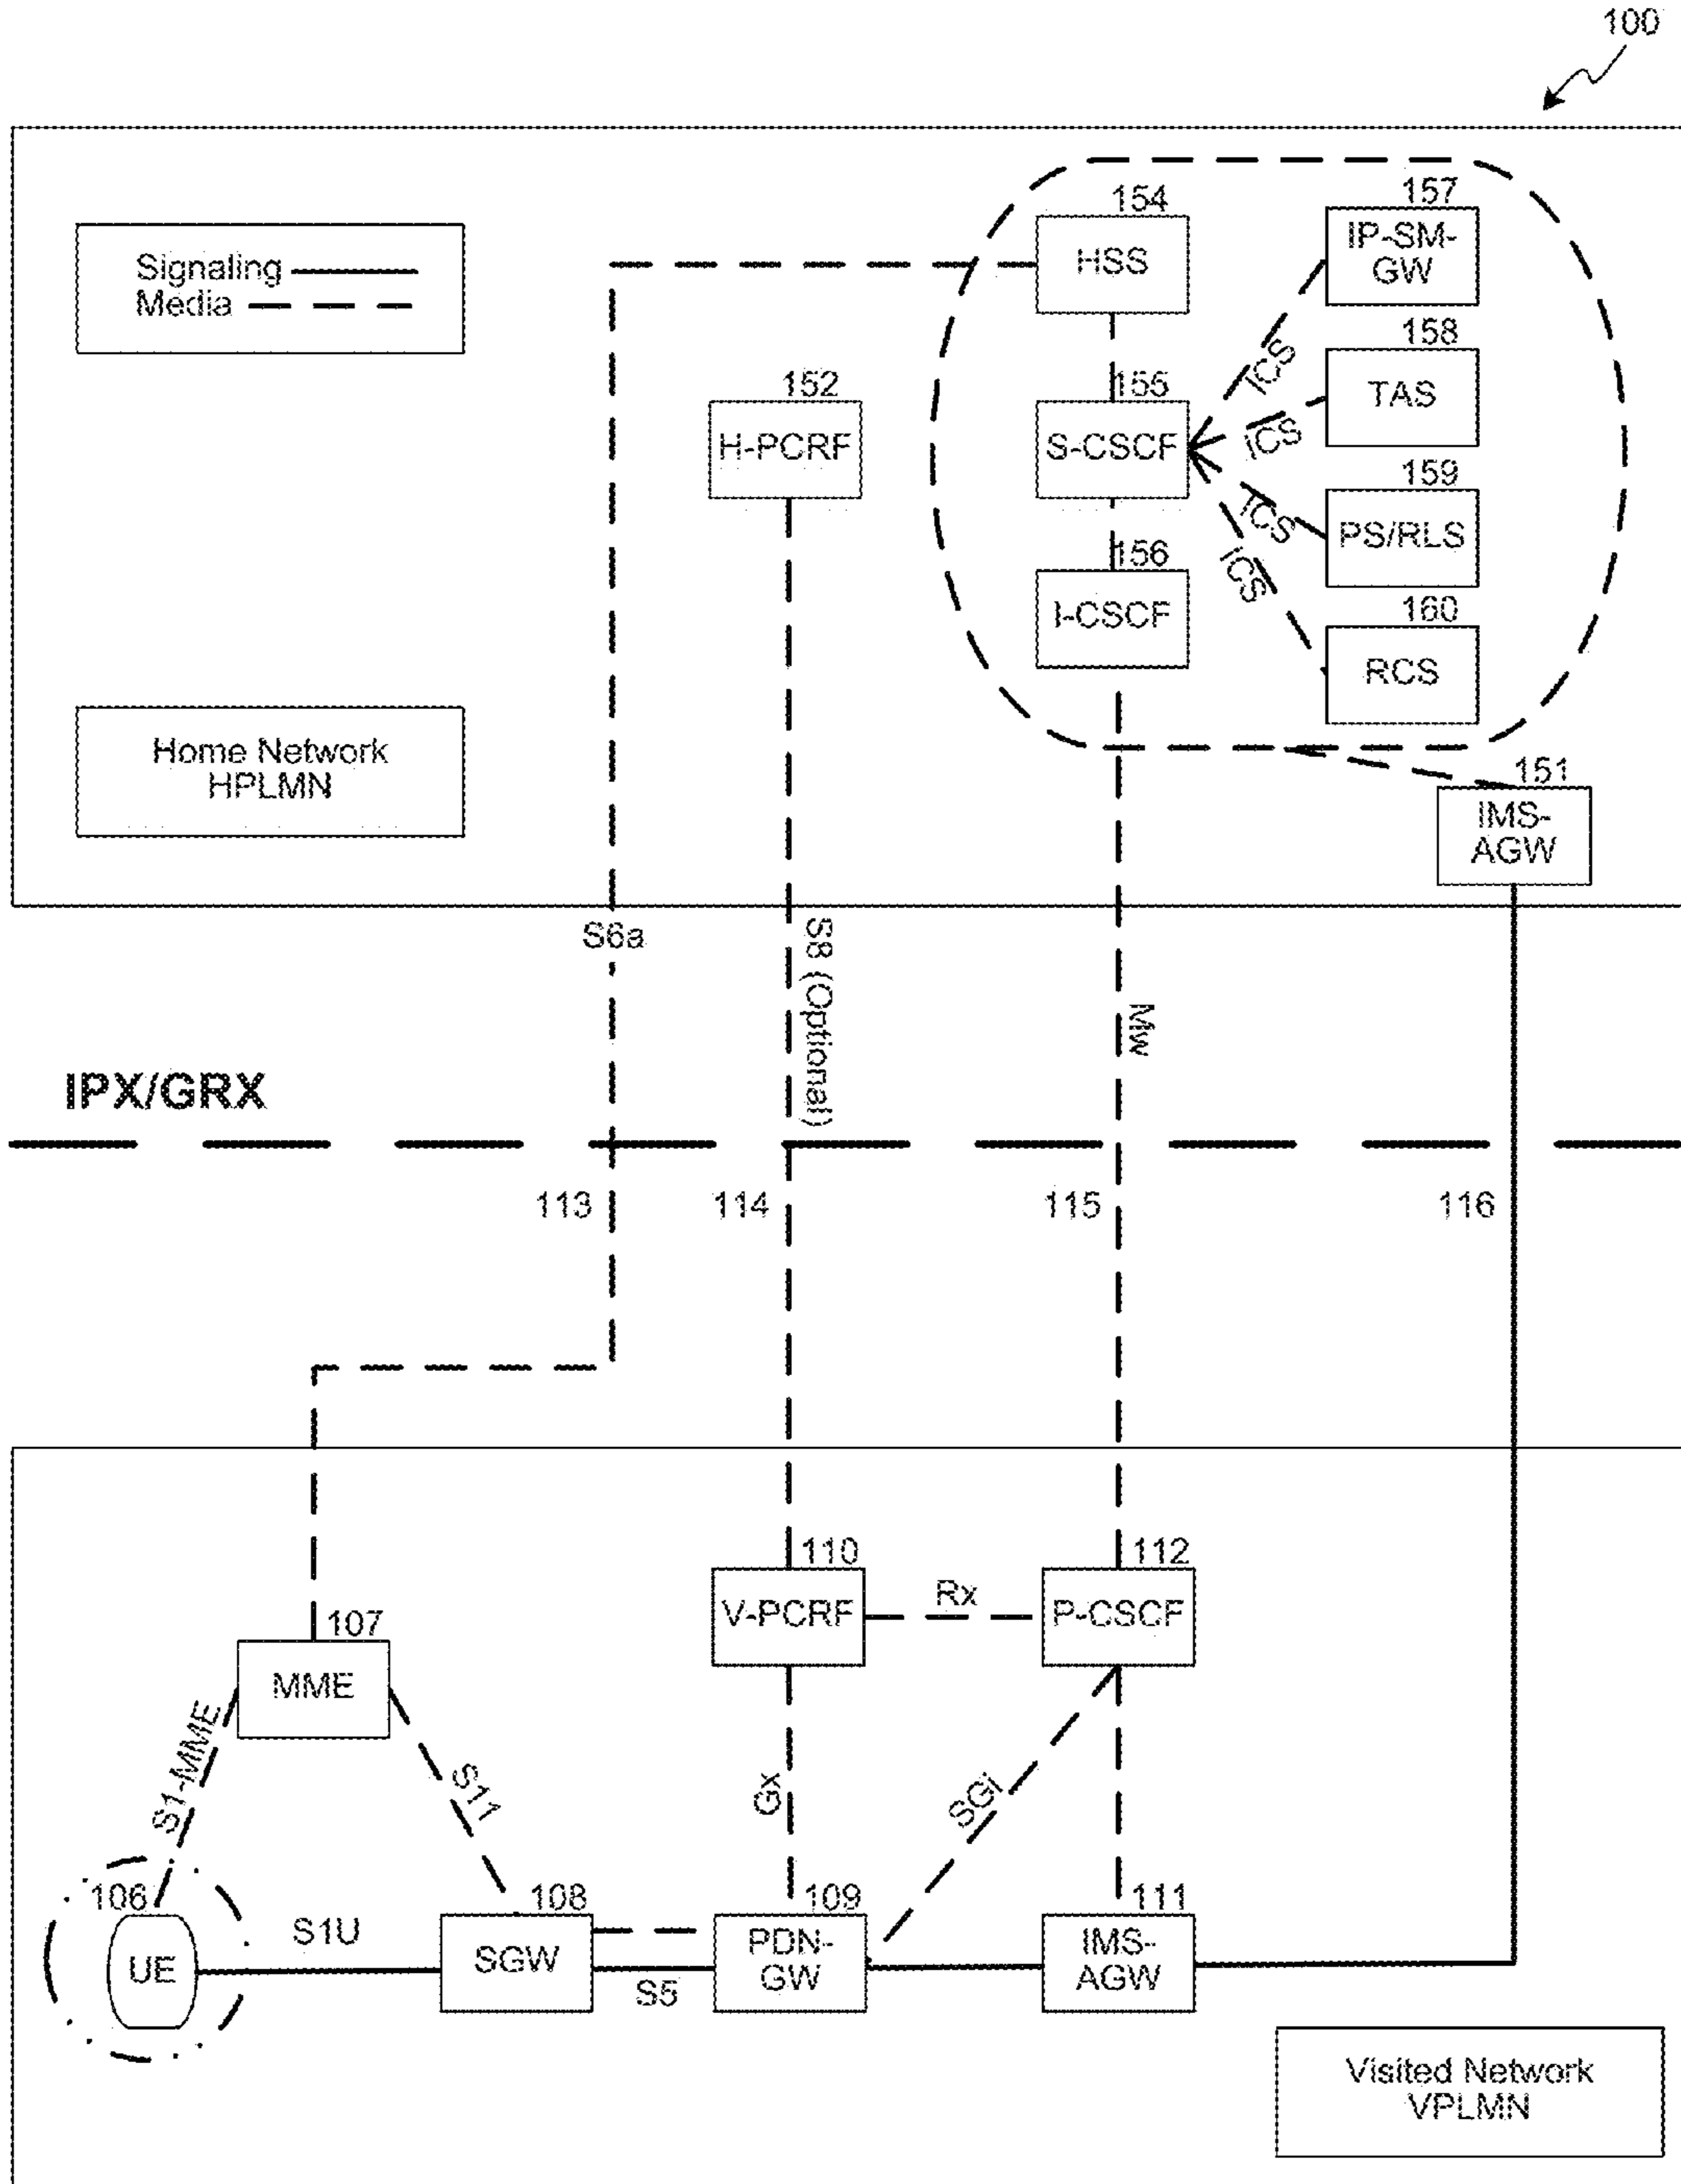 100
154
157
HSS
IP-SM-
GW
Signaling
Media
158
TAS
ICS
ICS
152
155
H-PCRF
S-CSCF
159
PS/RLS
ICS
ICS
156
I-CSCF
160
RCS
Home Network
HPLMN
151
IMS-
AGW
S6a
S8 (Optional)
Mw
IPX/GRX
113
114
115
116
110
112
V-PCRF
Rx
P-CSCF
107
MME
S1-MME
S11
Gx
SGi
106
108
109
111
UE
S1U
SGW
S5
PDN-
GW
IMS-
AGW
Visited Network
VPLMN